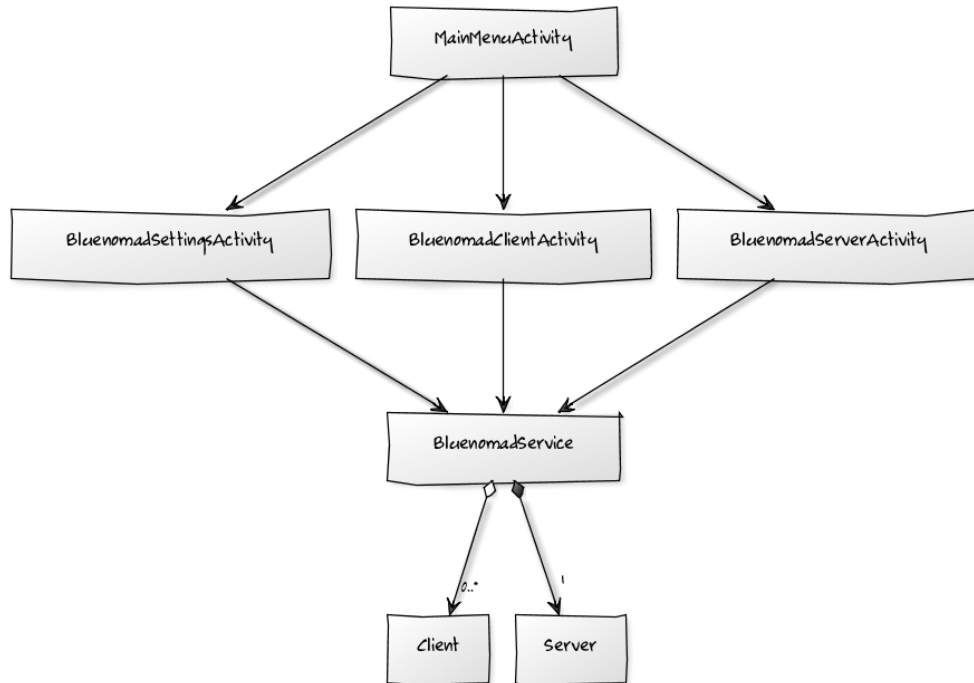 MainMenuActivity
BluenomadSettingsActivity
BluenomadClientActivity
BluenomadServerActivity
BluenomadService
0..*
1
Client
Server